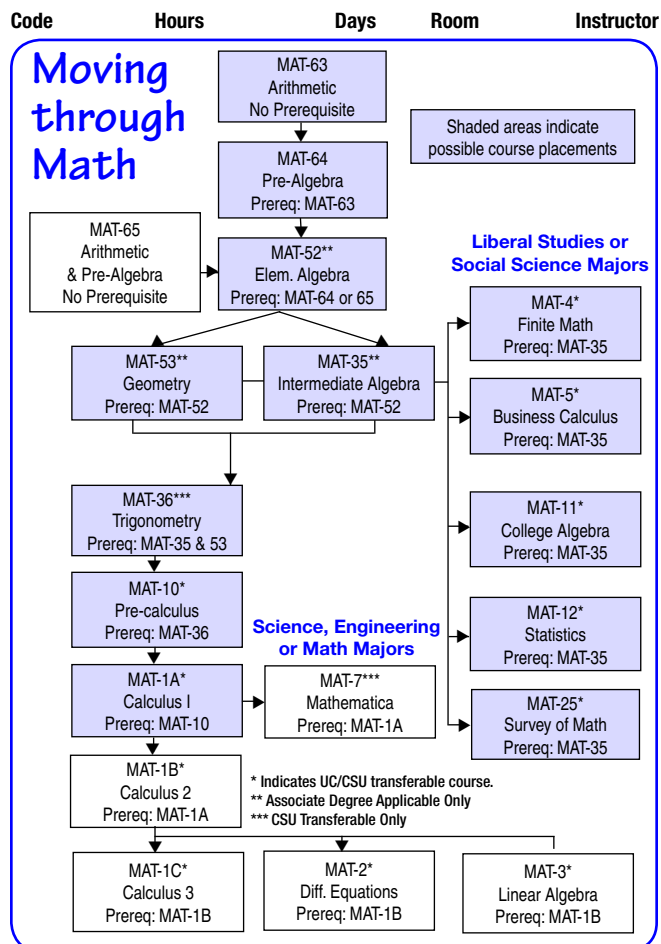 Code Hours Days Room Instructor
Moving
through
Math
MAT-63
Arithmetic
No Prerequisite
Shaded areas indicate
possible course placements
MAT-64
Pre-Algebra
Prereq: MAT-63
MAT-65
Arithmetic
& Pre-Algebra
No Prerequisite
MAT-52**
Elem. Algebra
Prereq: MAT-64 or 65
Liberal Studies or
Social Science Majors
MAT-4*
Finite Math
Prereq: MAT-35
MAT-53**
Geometry
Prereq: MAT-52
MAT-35**
Intermediate Algebra
Prereq: MAT-52
MAT-5*
Business Calculus
Prereq: MAT-35
MAT-36***
Trigonometry
Prereq: MAT-35 & 53
MAT-11*
College Algebra
Prereq: MAT-35
MAT-10*
Pre-calculus
Prereq: MAT-36
Science, Engineering
or Math Majors
MAT-12*
Statistics
Prereq: MAT-35
MAT-1A*
Calculus I
Prereq: MAT-10
MAT-7***
Mathematica
Prereq: MAT-1A
MAT-25*
Survey of Math
Prereq: MAT-35
MAT-1B*
Calculus 2
Prereq: MAT-1A
* Indicates UC/CSU transferable course.
** Associate Degree Applicable Only
*** CSU Transferable Only
MAT-1C*
Calculus 3
Prereq: MAT-1B
MAT-2*
Diff. Equations
Prereq: MAT-1B
MAT-3*
Linear Algebra
Prereq: MAT-1B